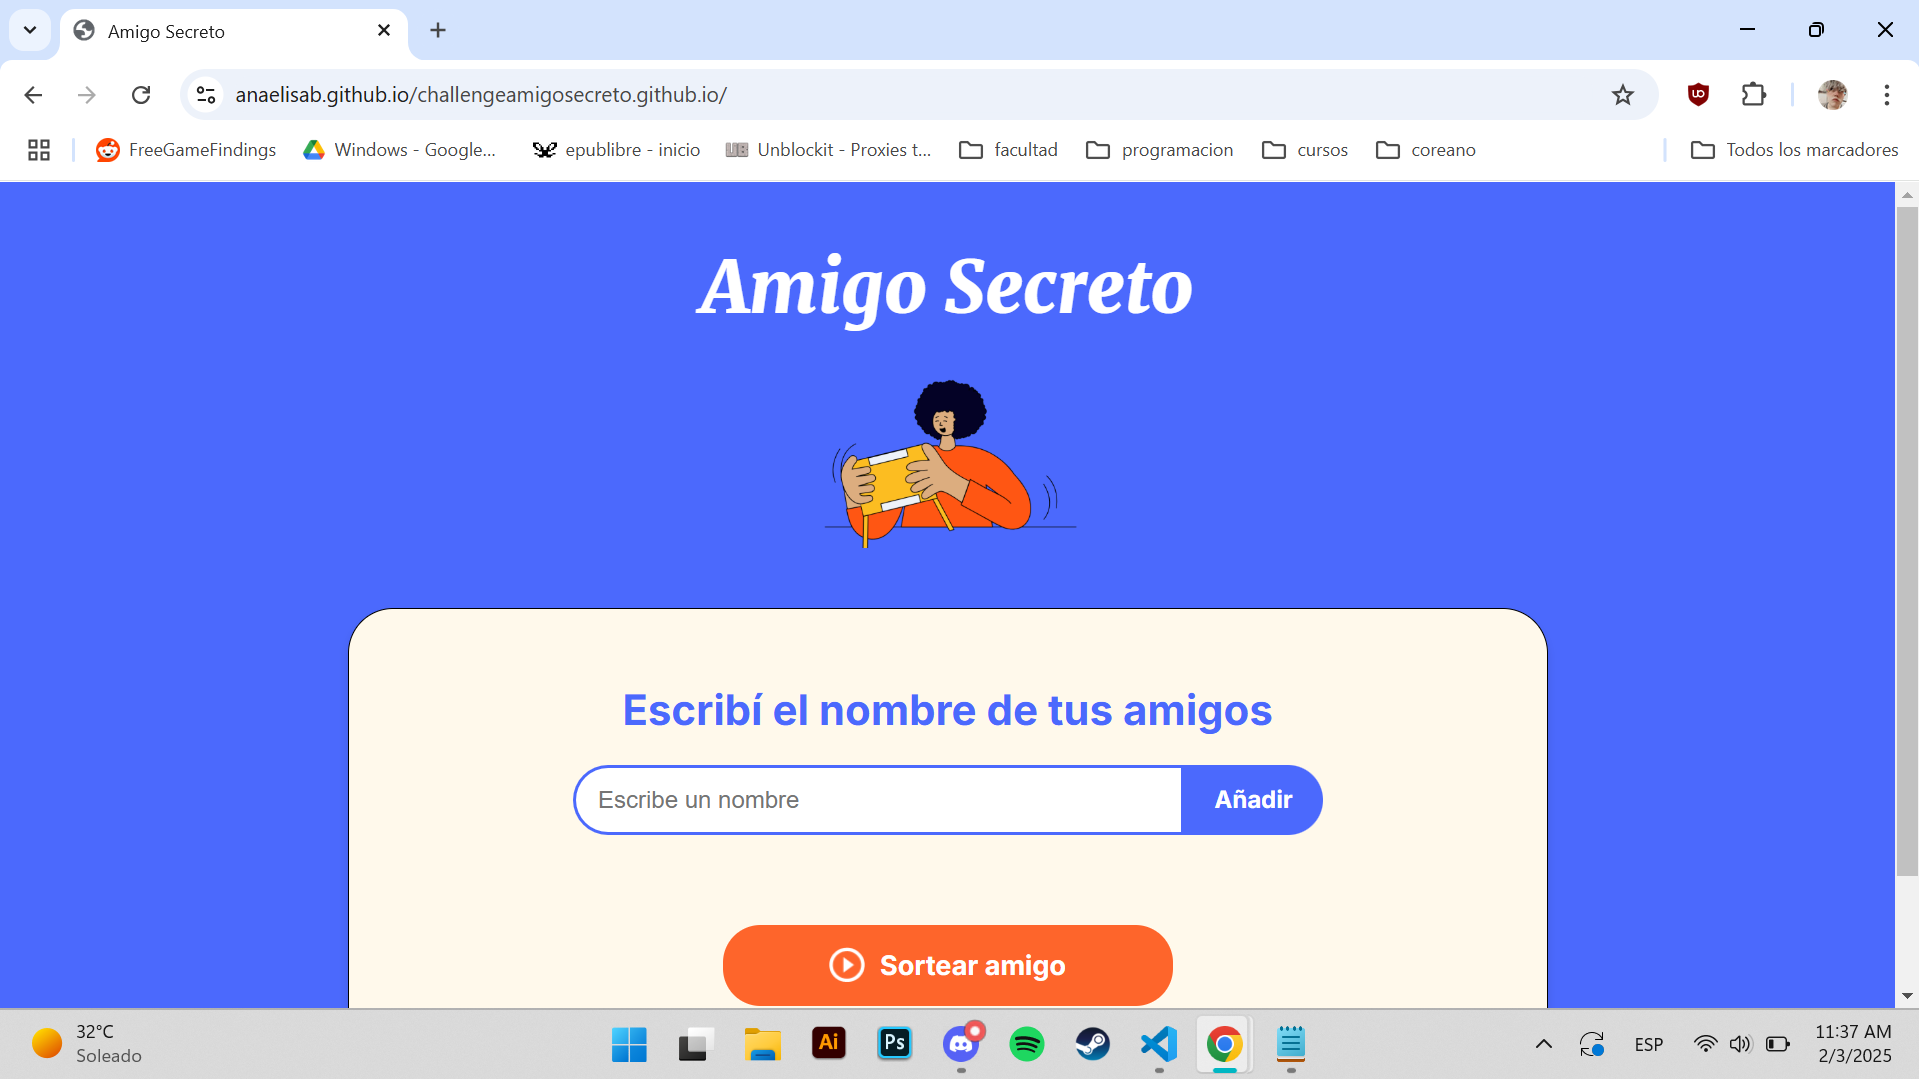 Amigo Secreto
anaelisab.github.io/challengeamigosecreto.github.io/
FreeGameFindings
Windows - Google...
epublibre - inicio
UB
Unblockit - Proxies t...
facultad
programacion
cursos
coreano
Todos los marcadores
Amigo Secreto
Escribí el nombre de tus amigos
Escribe un nombre
Añadir
Sortear amigo
32°C
Soleado
Ai
Ps
ESP
11:37 AM
2/3/2025